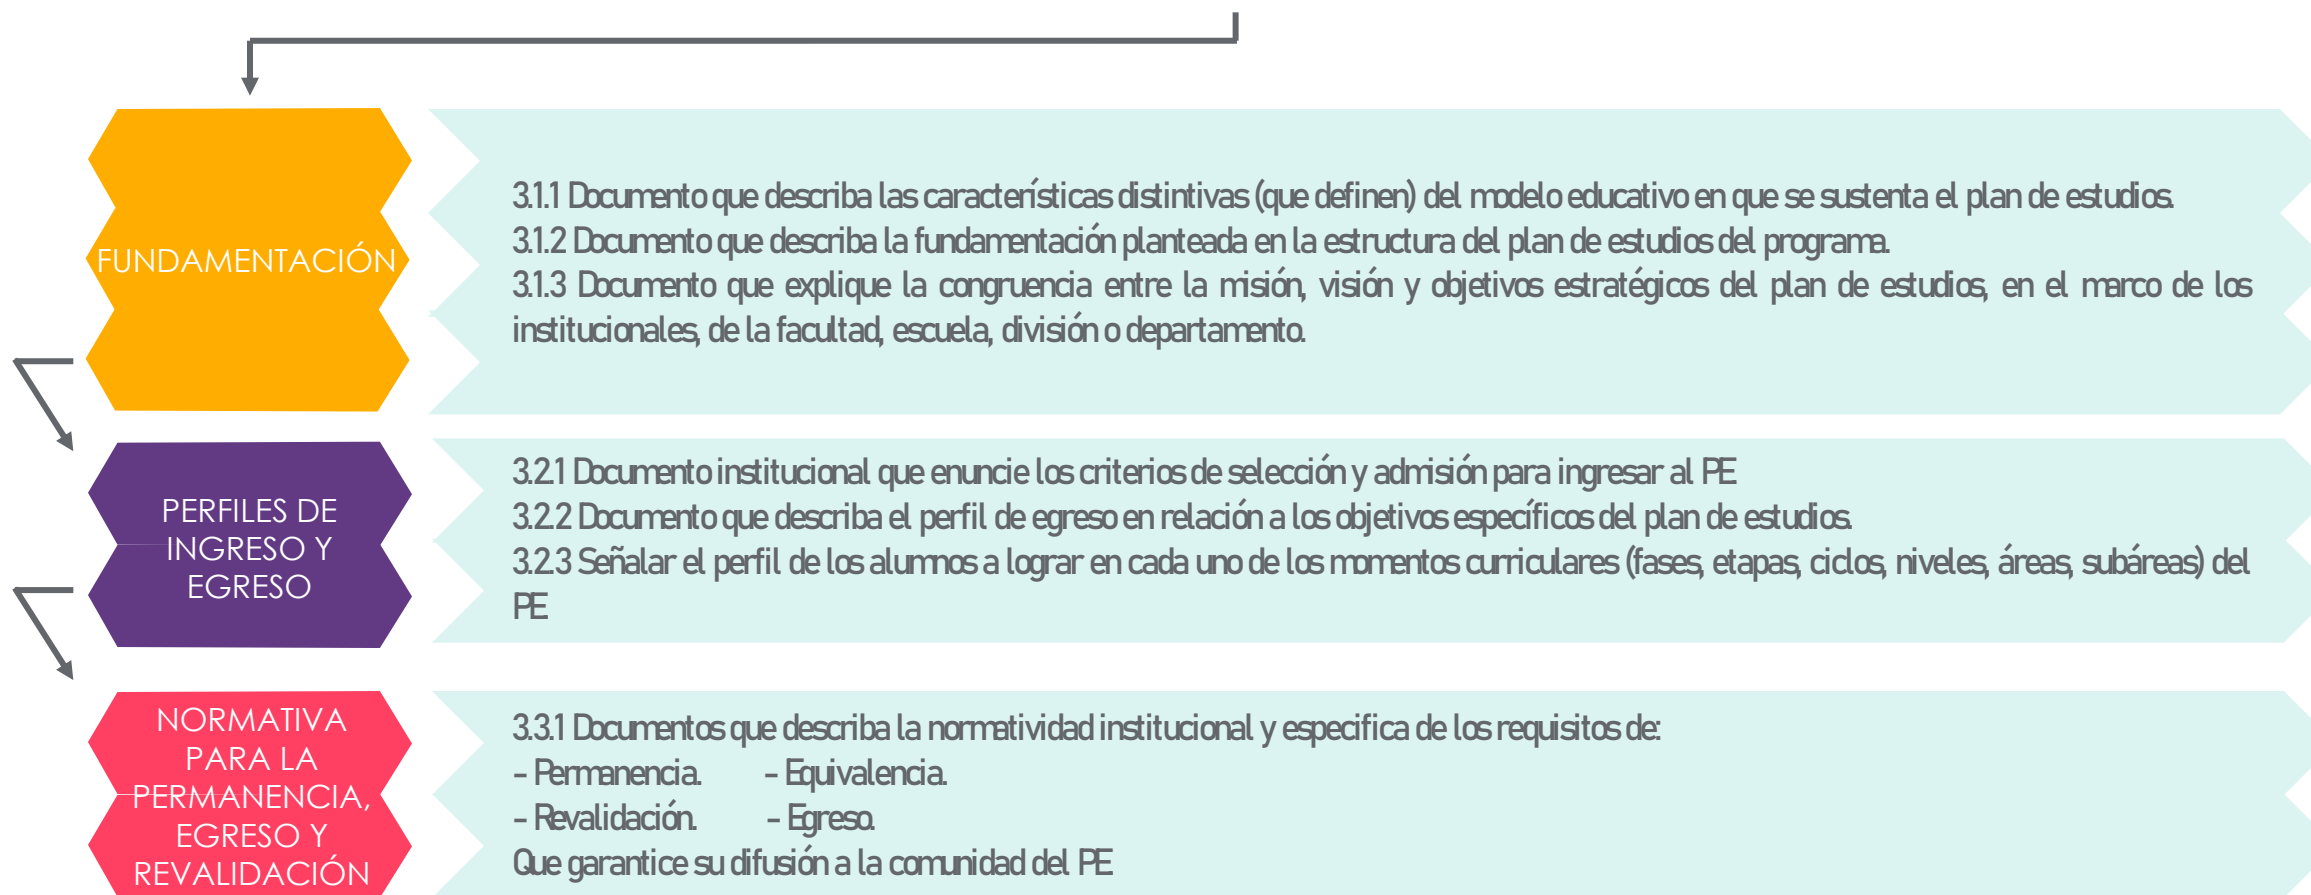 FUNDAMENTACIÓN
3.1.1 Documento que describa las características distintivas (que definen) del modelo educativo en que se sustenta el plan de estudios.
3.1.2 Documento que describa la fundamentación planteada en la estructura del plan de estudios del programa.
3.1.3 Documento que explique la congruencia entre la misión, visión y objetivos estratégicos del plan de estudios, en el marco de los
institucionales, de la facultad, escuela, división o departamento.
PERFILES DE
INGRESO Y
EGRESO
3.2.1 Documento institucional que enuncie los criterios de selección y admisión para ingresar al PE
3.2.2 Documento que describa el perfil de egreso en relación a los objetivos específicos del plan de estudios.
3.2.3 Señalar el perfil de los alumnos a lograr en cada uno de los momentos curriculares (fases, etapas, ciclos, niveles, áreas, subáreas) del
PE
NORMATIVA
PARA LA
PERMANENCIA,
EGRESO Y
REVALIDACIÓN
3.3.1 Documentos que describa la normatividad institucional y especifica de los requisitos de:
- Permanencia. - Equivalencia.
- Revalidación. - Egreso.
Que garantice su difusión a la comunidad del PE